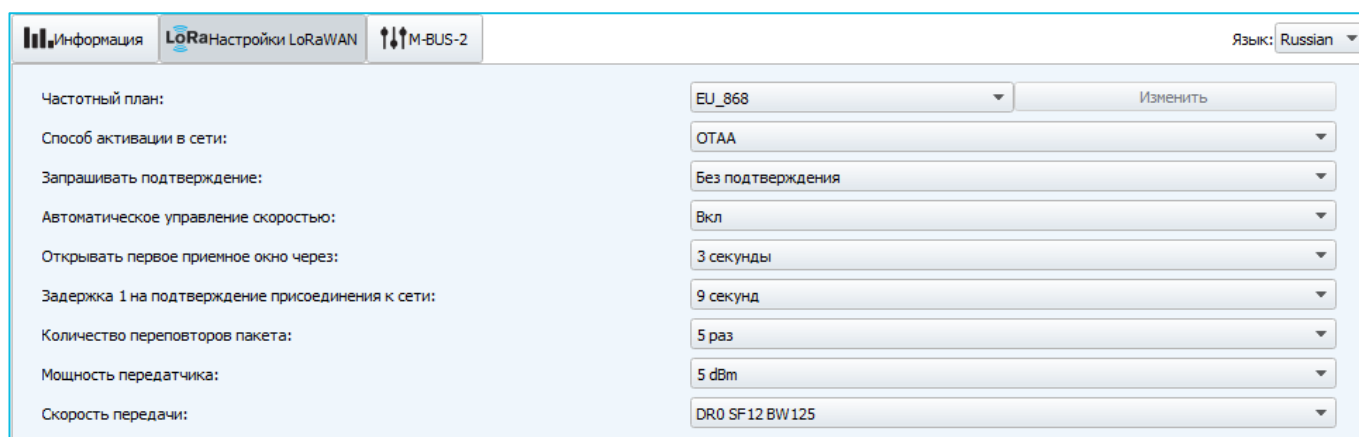 Информация LoRa Настройки LoRaWAN M-BUS-2 Язык: Russian
Частотный план: EU_868 Изменить
Способ активации в сети: OTAA
Запрашивать подтверждение: Без подтверждения
Автоматическое управление скоростью: Вкл
Открывать первое приемное окно через: 3 секунды
Задержка 1 на подтверждение присоединения к сети: 9 секунд
Количество переповторов пакета: 5 раз
Мощность передатчика: 5 dBm
Скорость передачи: DR0 SF12 BW125